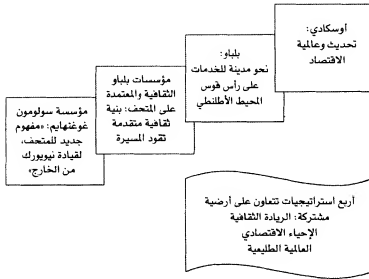 أوسكادي:
تحديث وعالمية
الاقتصاد
بلباو:
نحو مدينة للخدمات
على رأس قوس
المحيط الأطلنطي
مؤسسات بلباو
الثقافية والمعتمدة
على المتحف: بنية
ثقافية متقدمة
تقود المسيرة
مؤسسة سولومون
غوغنهايم: «مفهوم
جديد للمتحف،
لقيادة نيويورك
من الخارج»
أربع استراتيجيات تتعاون على أرضية
مشتركة: الريادة الثقافية
الإحياء الاقتصادي
العالمية الطليعية